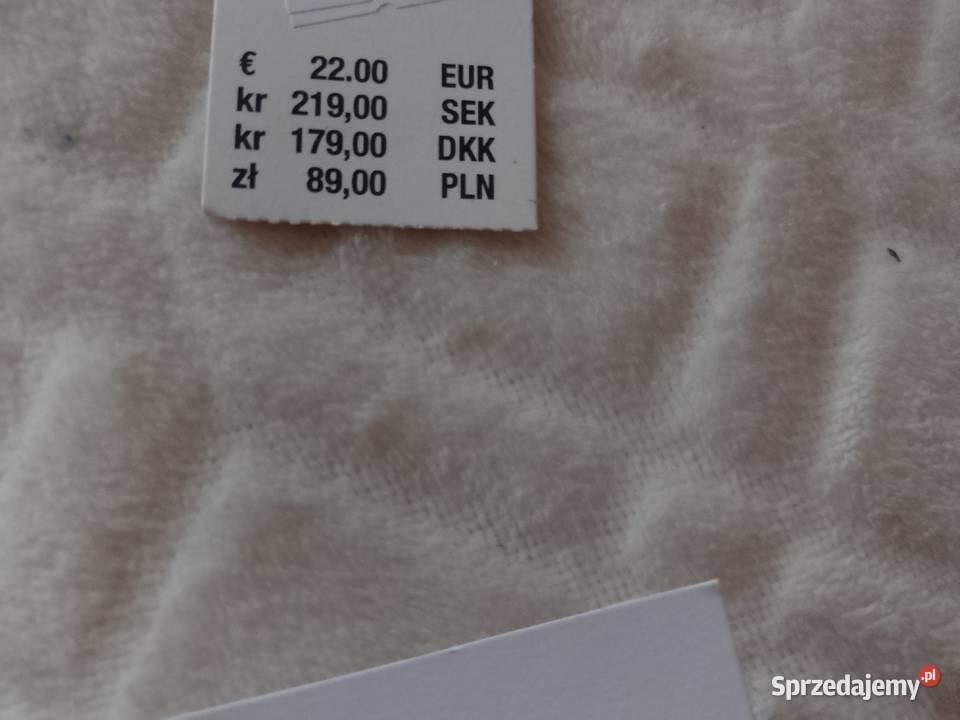 € 22.00 EUR
kr 219,00 SEK
kr 179,00 DKK
zł 89,00 PLN
Sprzedajemy.pl